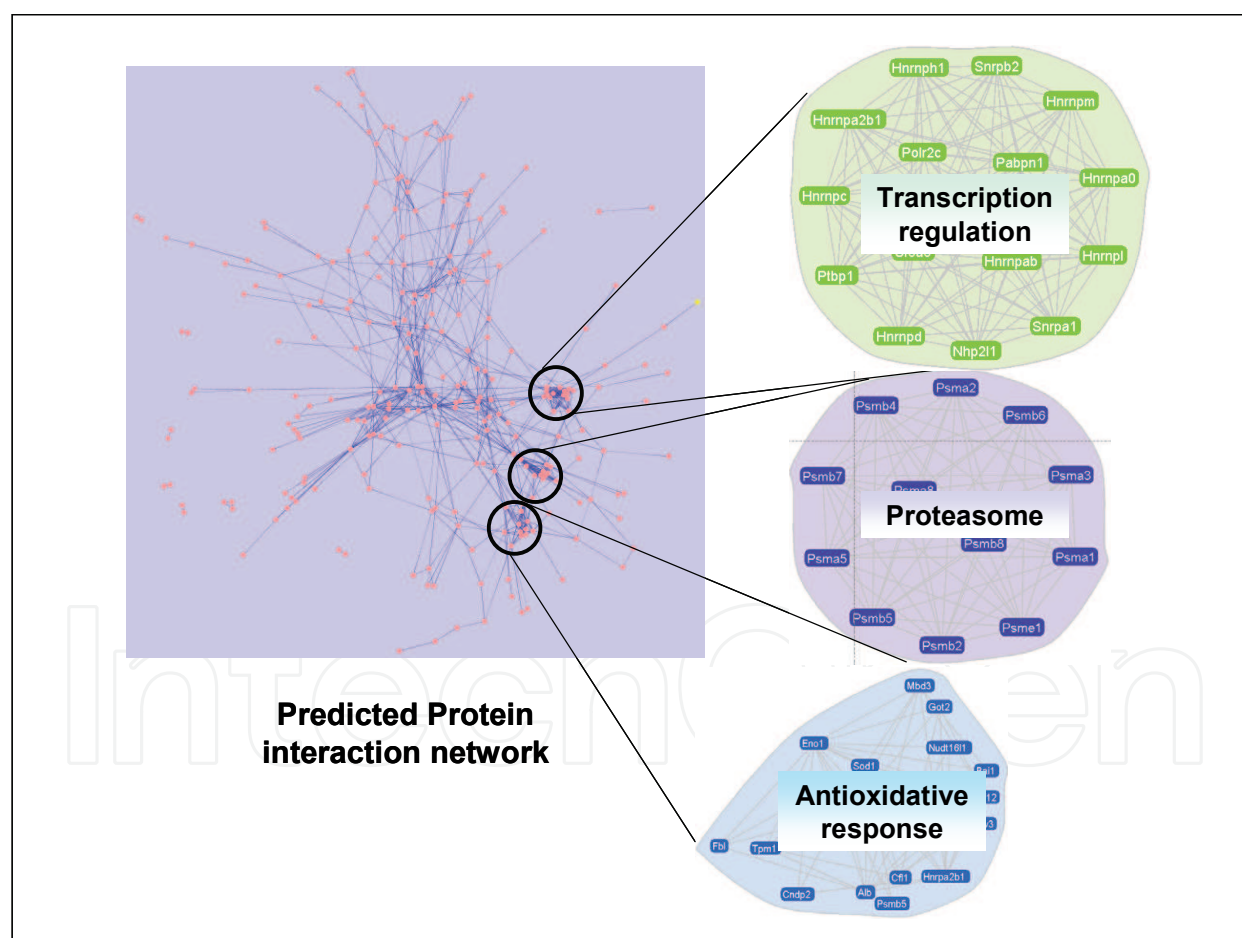 Hnrnph1
Snrpb2
Hnrnpm
Hnrnpa2b1
Polr2c
Pabpn1
Hnrnpa0
Hnrnpc
Transcription
regulation
Hnrnpab
Hnrnpl
Ptbp1
Snrpa1
Hnrnpd
Nhp2l1
Psma2
Psmb4
Psmb6
Psmb7
Psma3
Psma8
Proteasome
Psmb8
Psma5
Psma1
Psmb5
Psme1
Psmb2
Mbd3
Got2
Eno1
Nudt16l1
Sod1
Antioxidative
response
Fbl
Tpm1
Cfl1
Hnrpa2b1
Cndp2
Alb
Psmb5
Predicted Protein
interaction network
IntechOpen